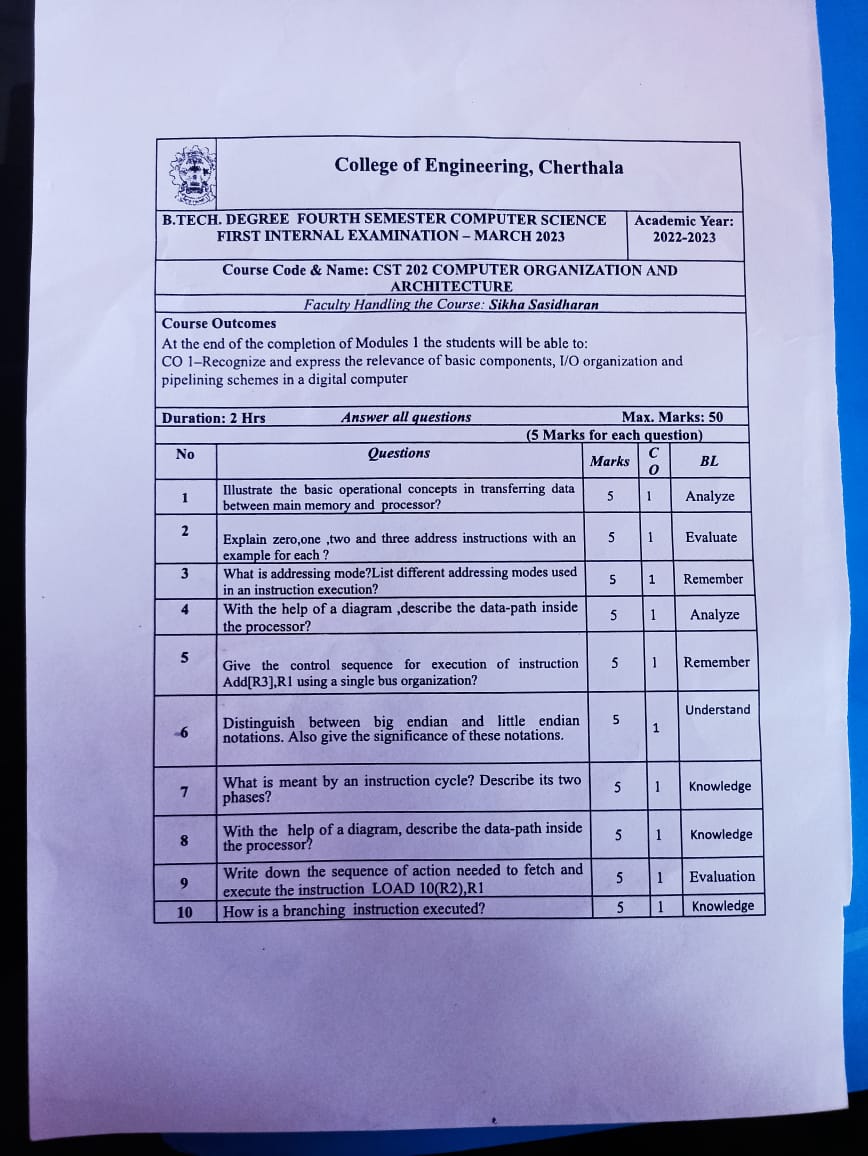 College of Engineering, Cherthala
B.TECH. DEGREE FOURTH SEMESTER COMPUTER SCIENCE
FIRST INTERNAL EXAMINATION – MARCH 2023
Academic Year:
2022-2023
Course Code & Name: CST 202 COMPUTER ORGANIZATION AND
ARCHITECTURE
Faculty Handling the Course: Sikha Sasidharan
Course Outcomes
At the end of the completion of Modules 1 the students will be able to:
CO 1–Recognize and express the relevance of basic components, I/O organization and
pipelining schemes in a digital computer
Duration: 2 Hrs Answer all questions Max. Marks: 50
(5 Marks for each question)
No Questions Marks C O BL
1 Illustrate the basic operational concepts in transferring data
between main memory and processor? 5 1 Analyze
2 Explain zero,one ,two and three address instructions with an
example for each ? 5 1 Evaluate
3 What is addressing mode?List different addressing modes used
in an instruction execution? 5 1 Remember
4 With the help of a diagram ,describe the data-path inside
the processor? 5 1 Analyze
5 Give the control sequence for execution of instruction
Add[R3],R1 using a single bus organization? 5 1 Remember
6 Distinguish between big endian and little endian
notations. Also give the significance of these notations. 5 1 Understand
7 What is meant by an instruction cycle? Describe its two
phases? 5 1 Knowledge
8 With the help of a diagram, describe the data-path inside
the processor? 5 1 Knowledge
9 Write down the sequence of action needed to fetch and
execute the instruction LOAD 10(R2),R1 5 1 Evaluation
10 How is a branching instruction executed? 5 1 Knowledge